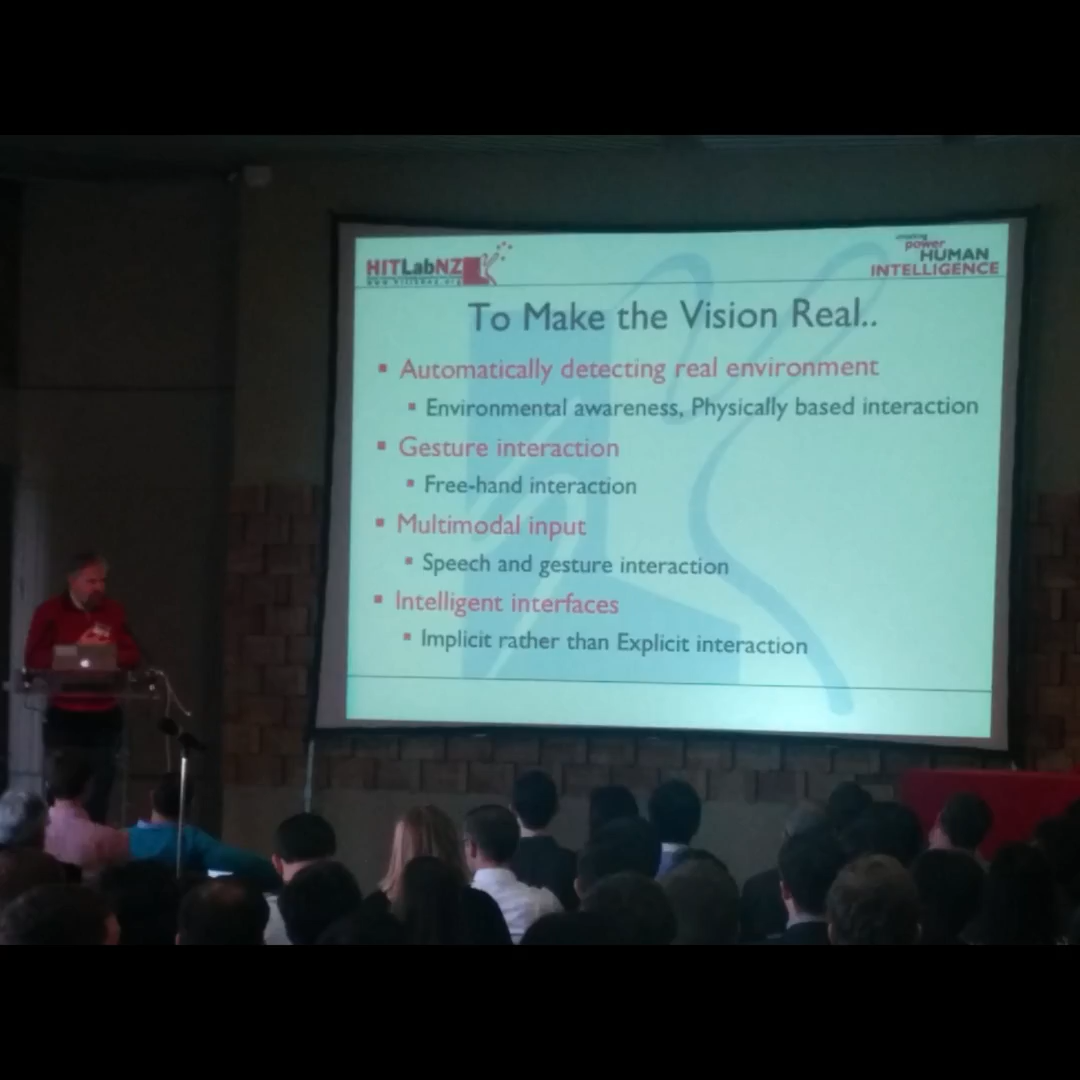 HITLabNZ
www.hitlabnz.org
unlocking
power
HUMAN
INTELLIGENCE
To Make the Vision Real..
▪ Automatically detecting real environment
▪ Environmental awareness, Physically based interaction
▪ Gesture interaction
▪ Free-hand interaction
▪ Multimodal input
▪ Speech and gesture interaction
▪ Intelligent interfaces
▪ Implicit rather than Explicit interaction